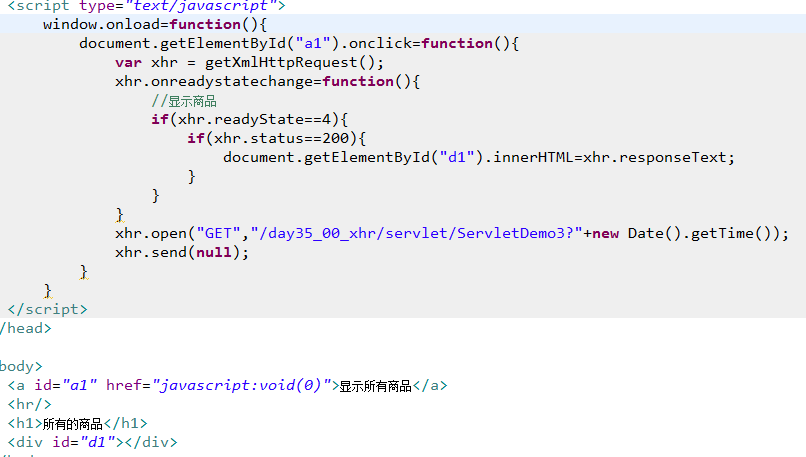 <script type="text/javascript">
window.onload=function(){
document.getElementById("a1").onclick=function(){
var xhr = getXmlHttpRequest();
xhr.onreadystatechange=function(){
//显示商品
if(xhr.readyState==4){
if(xhr.status==200){
document.getElementById("d1").innerHTML=xhr.responseText;
}
}
}
xhr.open("GET","/day35_00_xhr/servlet/ServletDemo3?"+new Date().getTime());
xhr.send(null);
}
}
</script>
/head>
body>
<a id="a1" href="javascript:void(0)">显示所有商品</a>
<hr/>
<h1>所有的商品</h1>
<div id="d1"></div>